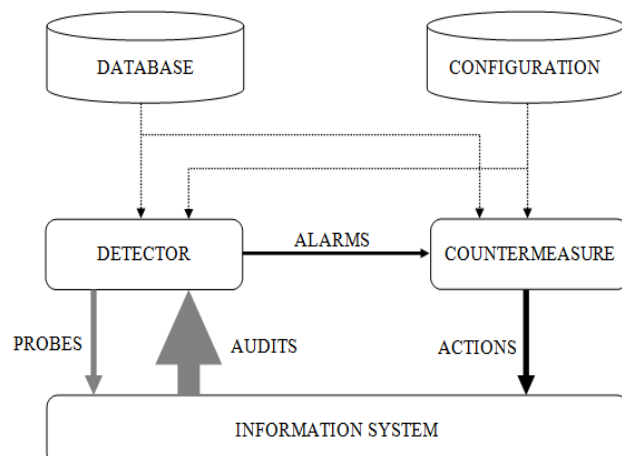 DATABASE
CONFIGURATION
DETECTOR
ALARMS
COUNTERMEASURE
PROBES
AUDITS
ACTIONS
INFORMATION SYSTEM